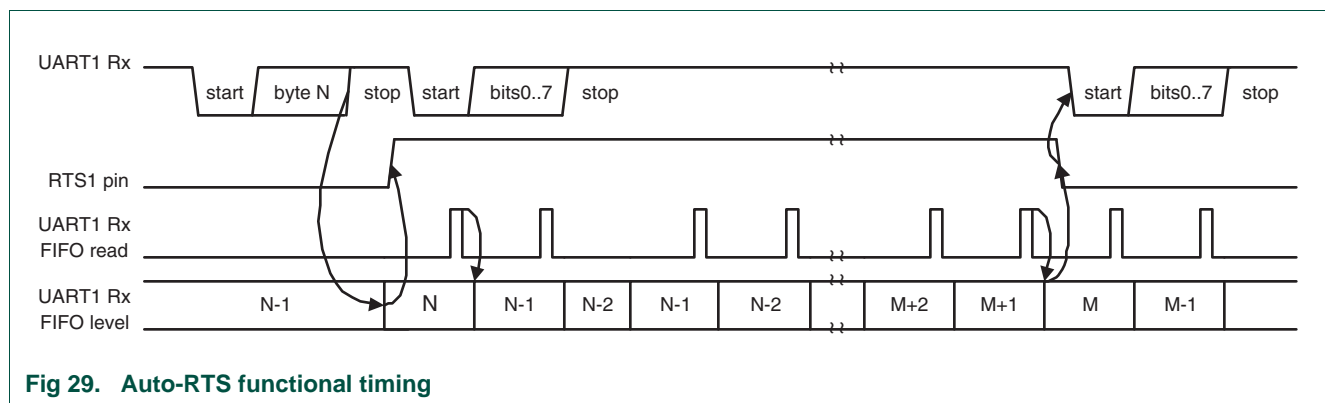 UART1 Rx
start byte N stop start bits0..7 stop start bits0..7 stop
RTS1 pin
UART1 Rx
FIFO read
UART1 Rx
FIFO level
N-1 N N-1 N-2 N-1 N-2 M+2 M+1 M M-1
Fig 29. Auto-RTS functional timing